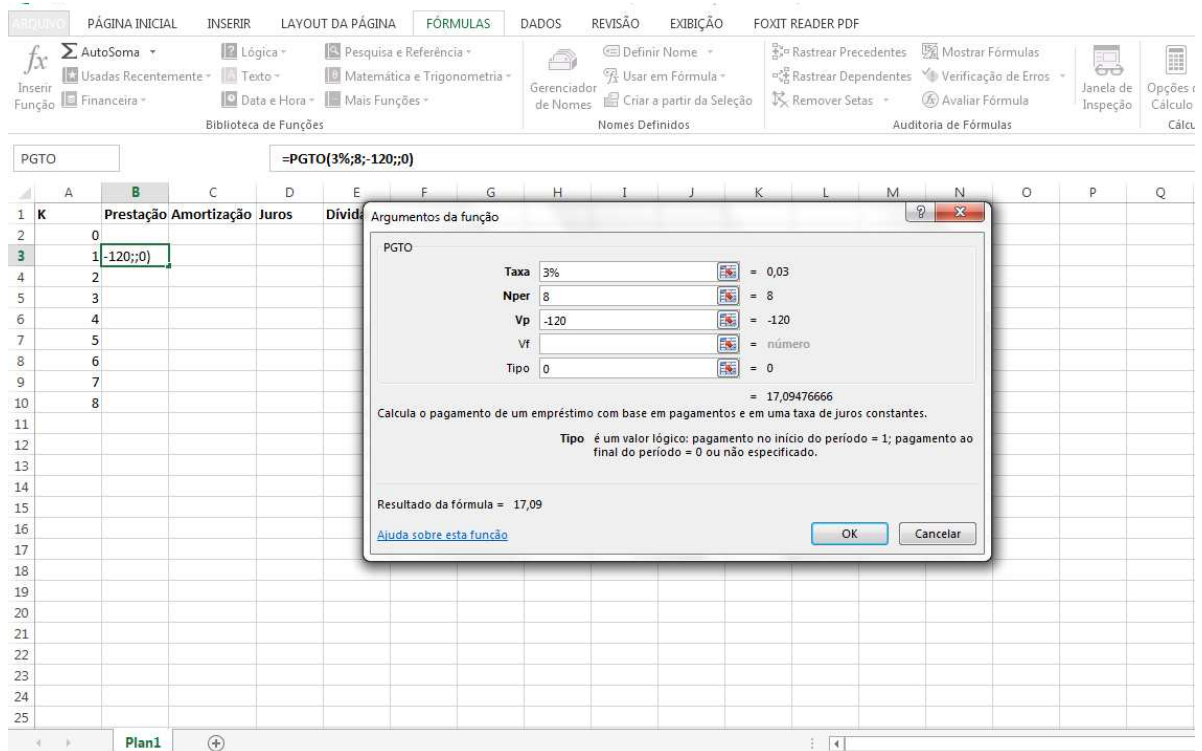 ARQUIVO PÁGINA INICIAL INSERIR LAYOUT DA PÁGINA FÓRMULAS DADOS REVISÃO EXIBIÇÃO FOXIT READER PDF
fx
Inserir
Função
Σ AutoSoma
Usadas Recentemente
Financeira
Lógica
Texto
Data e Hora
Pesquisa e Referência
Matemática e Trigonometria
Mais Funções
Biblioteca de Funções
Gerenciador
de Nomes
Definir Nome
Usar em Fórmula
Criar a partir da Seleção
Nomes Definidos
Rastrear Precedentes
Rastrear Dependentes
Remover Setas
Mostrar Fórmulas
Verificação de Erros
Avaliar Fórmula
Auditoria de Fórmulas
Janela de
Inspeção
Opções
Cálculo
PGTO =PGTO(3%;8;-120;;0)
A B C D E F G H I J K L M N O P Q
1 K Prestação Amortização Juros Dívida
2 0
3 1 -120;;0)
4 2
5 3
6 4
7 5
8 6
9 7
10 8
11
12
13
14
15
16
17
18
19
20
21
22
23
24
25
Argumentos da função
PGTO
Taxa 3% = 0,03
Nper 8 = 8
Vp -120 = -120
Vf = número
Tipo 0 = 0
= 17,09476666
Calcula o pagamento de um empréstimo com base em pagamentos e em uma taxa de juros constantes.
Tipo é um valor lógico: pagamento no início do período = 1; pagamento ao
final do período = 0 ou não especificado.
Resultado da fórmula = 17,09
Ajuda sobre esta função
OK Cancelar
Plan1